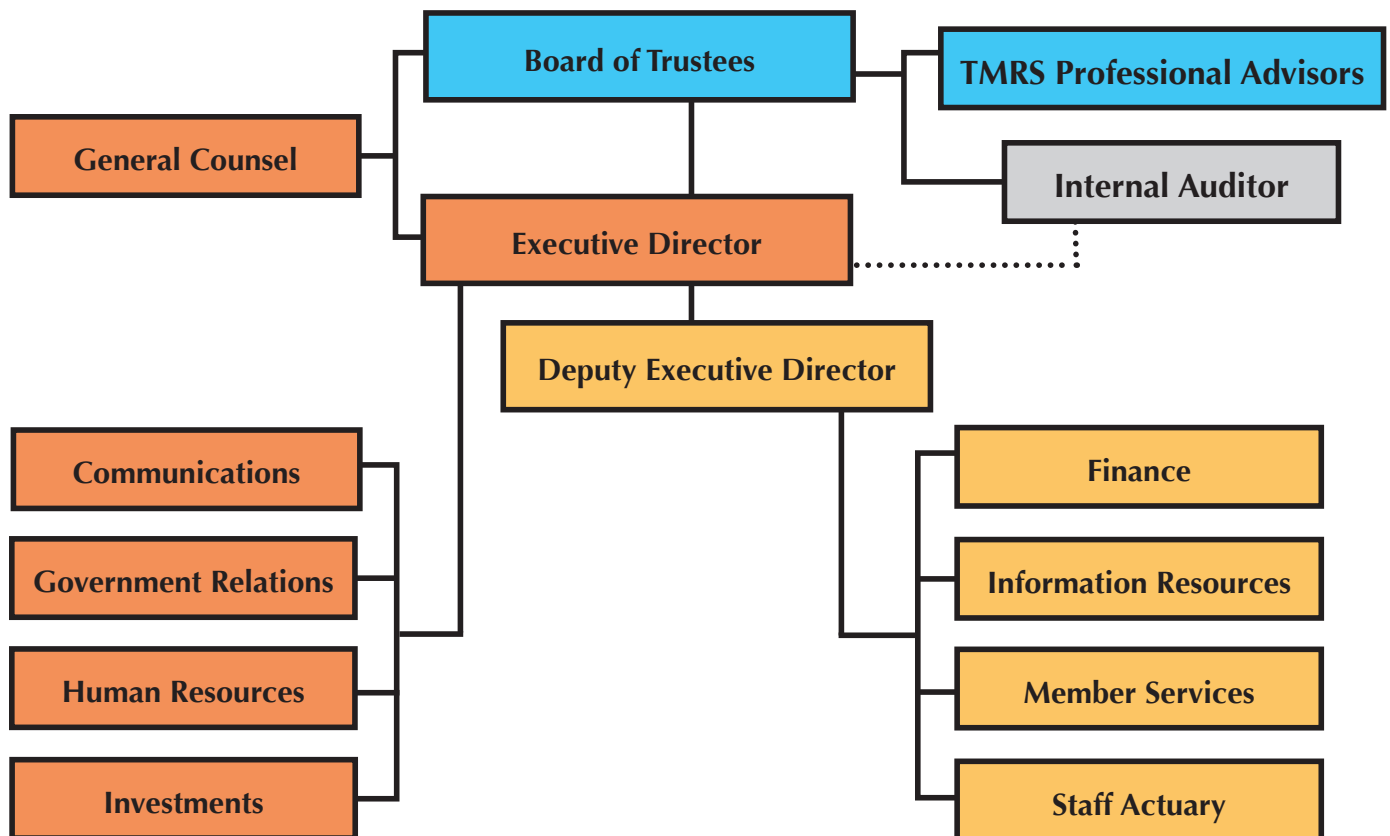 Board of Trustees
TMRS Professional Advisors
General Counsel
Internal Auditor
Executive Director
Deputy Executive Director
Communications
Government Relations
Human Resources
Investments
Finance
Information Resources
Member Services
Staff Actuary